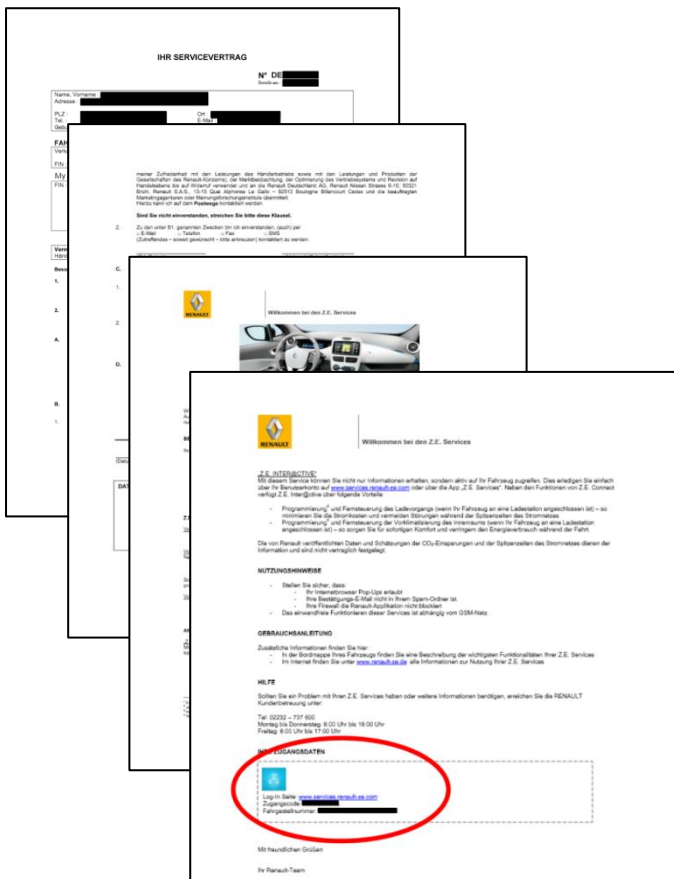 IHR SERVICEVERTRAG
N° DE
Name, Vorname :
Adresse :
PLZ :
Ort :
Tel. :
E-Mail :
FIN :
My
FIN :
1.
2.
A.
B.
1.
meiner Zufriedenheit mit den Leistungen des Händlerbetriebs sowie mit den Leistungen und Produkten der
Gesellschaften des Renault-Konzerns, der Marktbeobachtung, der Optimierung des Vertriebssystems und Revision auf
Handelsebene bis auf Widerruf verwendet und an die Renault Deutschland AG, Renault Nissan Strasse 6-10, 50321
Brühl, Renault S.A.S., 13-15 Quai Alphonse Le Gallo – 92513 Boulogne Billancourt Cedex und die beauftragten
Marketingagenturen oder Meinungsforschungsinstitute übermittelt.
Hierzu kann ich auf dem Postwege kontaktiert werden.
Sind Sie nicht einverstanden, streichen Sie bitte diese Klausel.
2. Zu den unter B1. genannten Zwecken bin ich einverstanden, (auch) per
□ E-Mail □ Telefon □ Fax □ SMS
(Zutreffendes – soweit gewünscht – bitte ankreuzen) kontaktiert zu werden.
C.
1.
2.
D.
RENAULT
Willkommen bei den Z.E. Services
RENAULT
Willkommen bei den Z.E. Services
„Z.E. INTER@CTIVE“
Mit diesem Service können Sie nicht nur Informationen erhalten, sondern aktiv auf Ihr Fahrzeug zugreifen. Dies erledigen Sie einfach
über Ihr Benutzerkonto auf www.services.renault-ze.com oder über die App „Z.E. Services“. Neben den Funktionen von Z.E. Connect
verfügt Z.E. Inter@ctive über folgende Vorteile:
- Programmierung* und Fernsteuerung des Ladevorgangs (wenn Ihr Fahrzeug an eine Ladestation angeschlossen ist) – so
minimieren Sie die Stromkosten und vermeiden Störungen während der Spitzenzeiten des Stromnetzes
- Programmierung* und Fernsteuerung der Vorklimatisierung des Innenraums (wenn Ihr Fahrzeug an eine Ladestation
angeschlossen ist) – so sorgen Sie für sofortigen Komfort und verringern den Energieverbrauch während der Fahrt.
Die von Renault veröffentlichten Daten und Schätzungen der CO₂-Einsparungen und der Spitzenzeiten des Stromnetzes dienen der
Information und sind nicht vertraglich festgelegt.
NUTZUNGSHINWEISE
- Stellen Sie sicher, dass:
- Ihr Internetbrowser Pop-Ups erlaubt
- Ihre Bestätigungs-E-Mail nicht in Ihrem Spam-Ordner ist
- Ihre Firewall die Renault-Applikation nicht blockiert
- Das einwandfreie Funktionieren dieser Services ist abhängig vom GSM-Netz
GEBRAUCHSANLEITUNG
Zusätzliche Informationen finden Sie hier:
- In der Bordmappe Ihres Fahrzeugs finden Sie eine Beschreibung der wichtigsten Funktionalitäten Ihrer Z.E. Services
- Im Internet finden Sie unter www.renault-ze.de alle Informationen zur Nutzung Ihrer Z.E. Services
HILFE
Sollten Sie ein Problem mit Ihren Z.E. Services haben oder weitere Informationen benötigen, erreichen Sie die RENAULT
Kundenbetreuung unter:
Tel: 02232 – 737 600
Montag bis Donnerstag: 8:00 Uhr bis 18:00 Uhr
Freitag: 8:00 Uhr bis 17:00 Uhr
IHRE ZUGANGSDATEN
Log-In Seite: www.services.renault-ze.com
Zugangscode:
Fahrgestellnummer:
Mit freundlichen Grüßen
Ihr Renault-Team